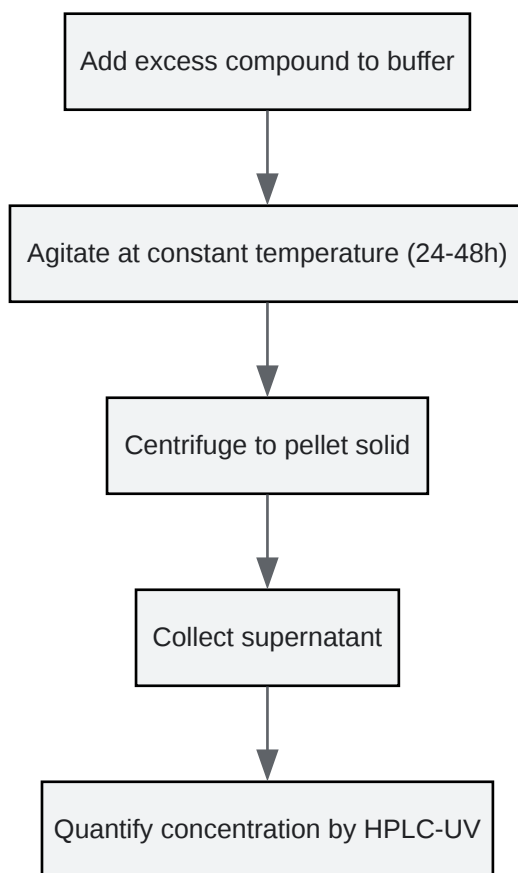 Add excess compound to buffer
Agitate at constant temperature (24-48h)
Centrifuge to pellet solid
Collect supernatant
Quantify concentration by HPLC-UV